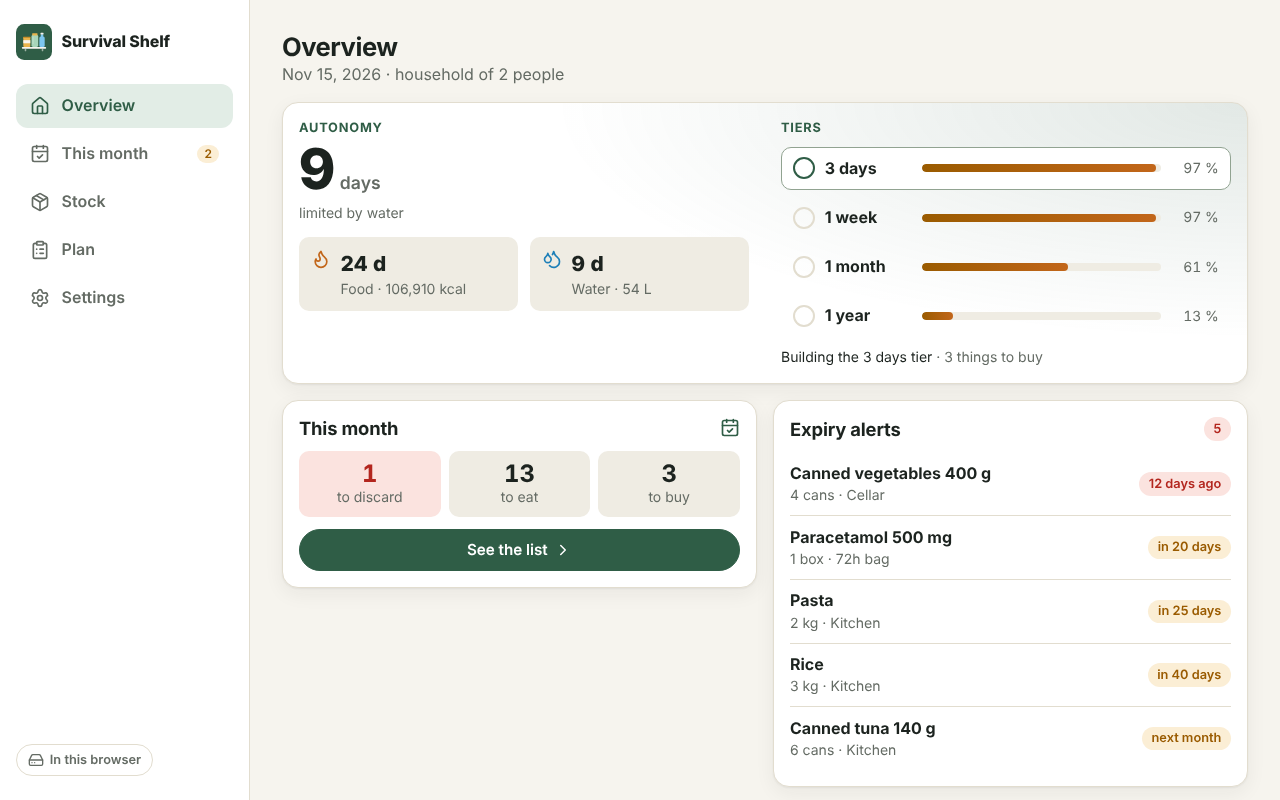 Survival Shelf
Overview
This month
2
Stock
Plan
Settings
In this browser
Overview
Nov 15, 2026 · household of 2 people
AUTONOMY
9 days
limited by water
24 d
Food · 106,910 kcal
9 d
Water · 54 L
TIERS
3 days
97 %
1 week
97 %
1 month
61 %
1 year
13 %
Building the 3 days tier · 3 things to buy
This month
1
to discard
13
to eat
3
to buy
See the list
Expiry alerts
5
Canned vegetables 400 g
4 cans · Cellar
12 days ago
Paracetamol 500 mg
1 box · 72h bag
in 20 days
Pasta
2 kg · Kitchen
in 25 days
Rice
3 kg · Kitchen
in 40 days
Canned tuna 140 g
6 cans · Kitchen
next month